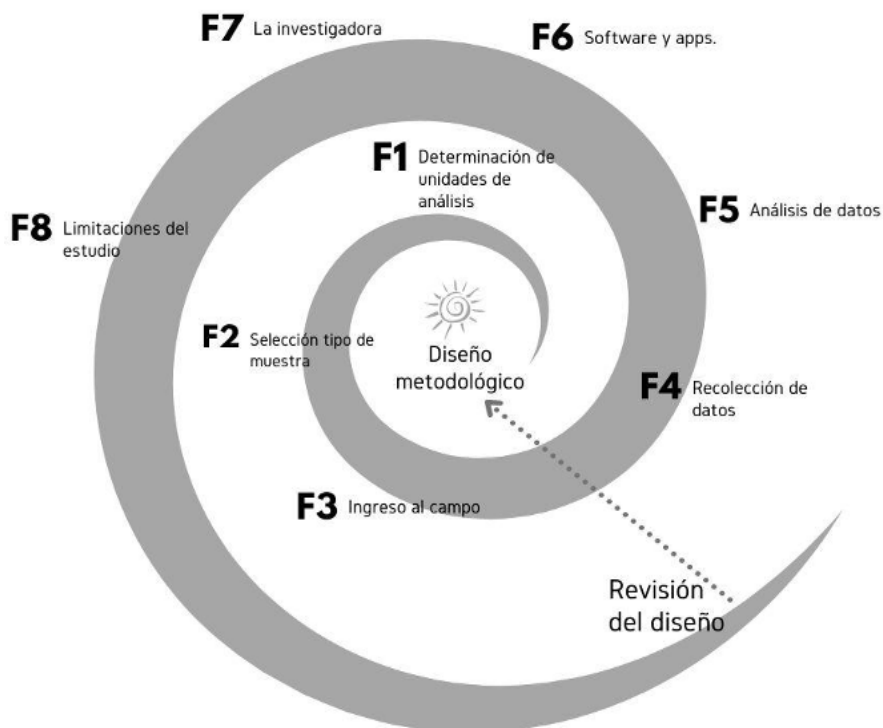 F7 La investigadora
F6 Software y apps.
F1 Determinación de
unidades de
análisis
F5 Análisis de datos
F8 Limitaciones del
estudio
F2 Selección tipo de
muestra
Diseño
metodológico
F4 Recolección de
datos
F3 Ingreso al campo
Revisión
del diseño